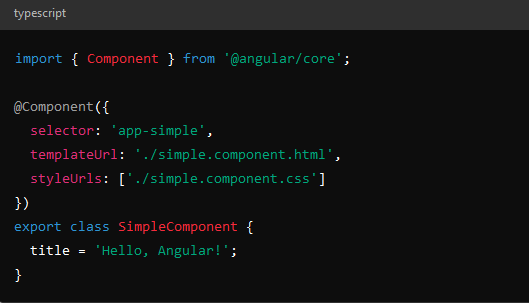 typescript
import { Component } from '@angular/core';
@Component({
  selector: 'app-simple',
  templateUrl: './simple.component.html',
  styleUrls: ['./simple.component.css']
})
export class SimpleComponent {
  title = 'Hello, Angular!';
}